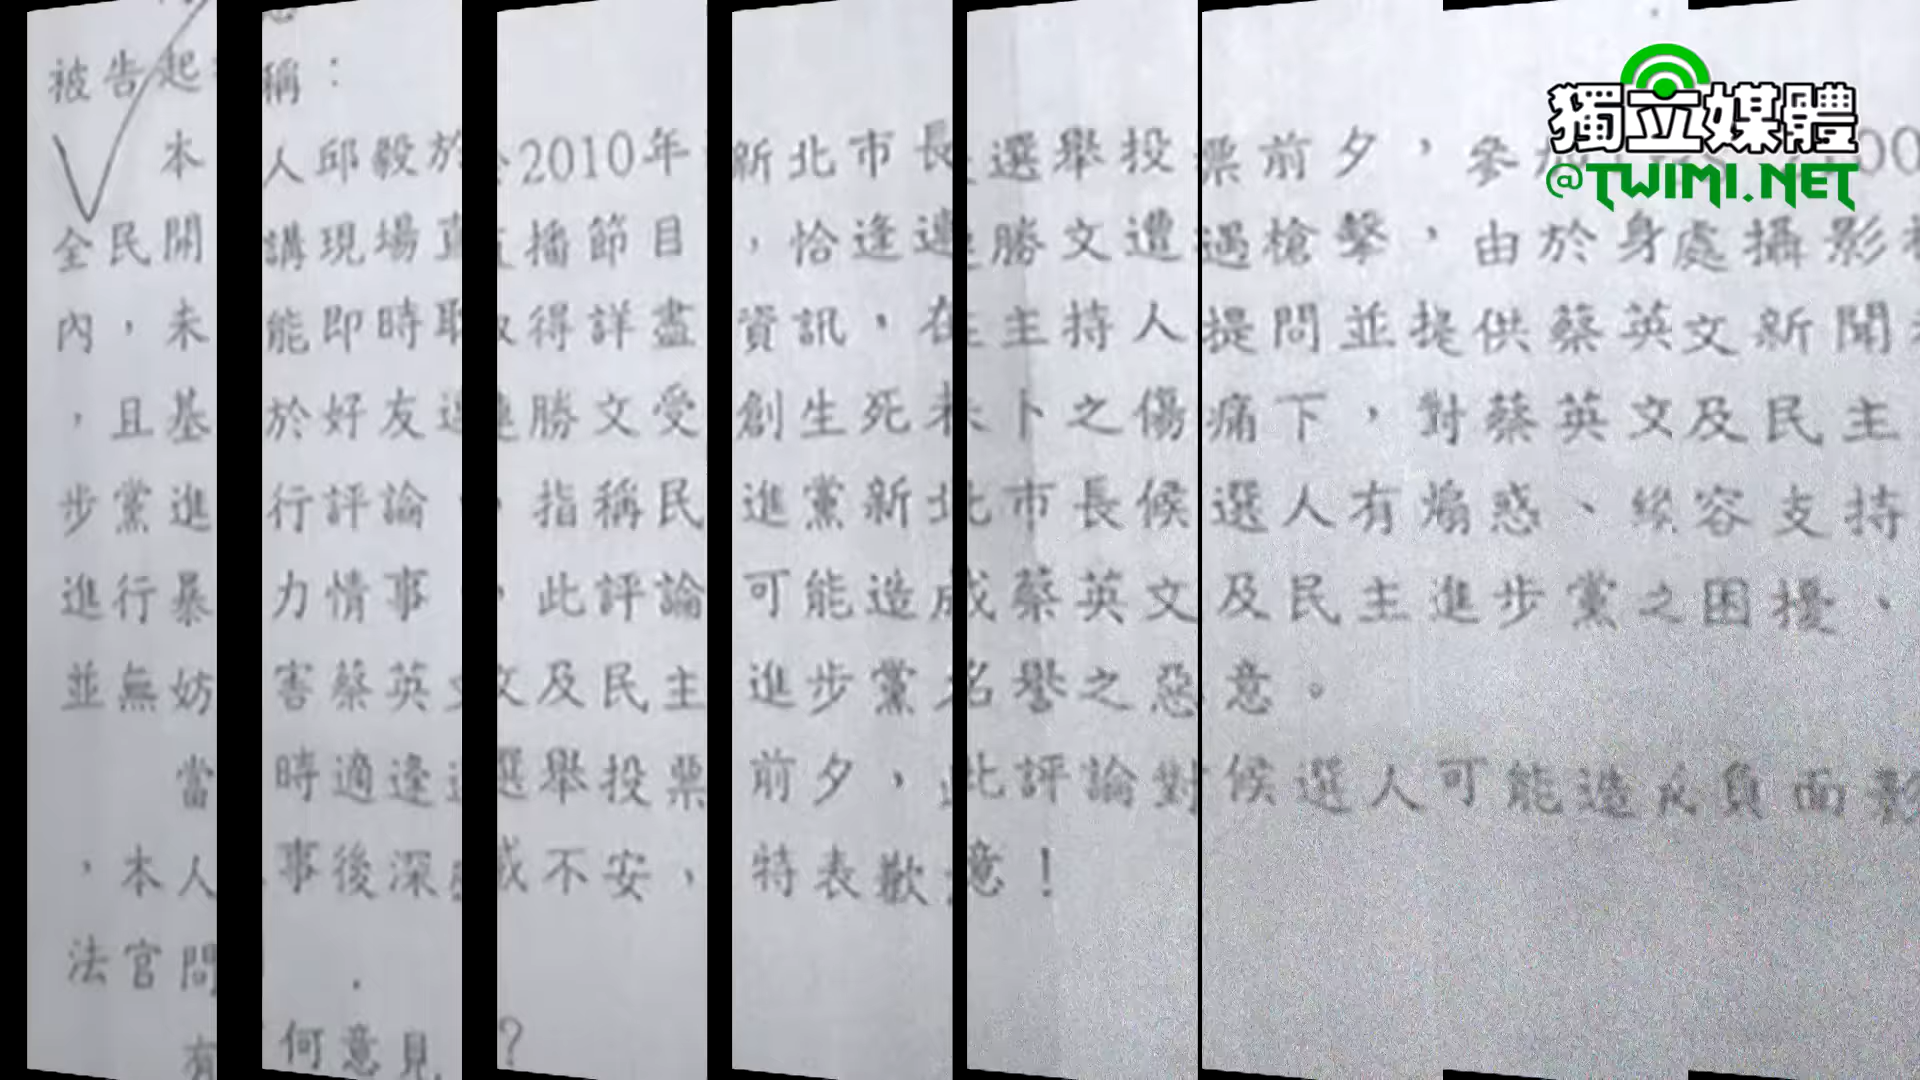 被告起稱：
本人邱毅於2010年新北市長選舉投票前夕，參
全民開講現場直播節目，恰逢連勝文遭遇槍擊，由於身處攝影
內，未能即時取得詳盡資訊，在主持人提問並提供蔡英文新聞
，且基於好友連勝文受創生死未卜之傷痛下，對蔡英文及民主
步黨進行評論，指稱民進黨新北市長候選人有煽惑、縱容支持
進行暴力情事，此評論可能造成蔡英文及民主進步黨之困擾、
並無妨害蔡英文及民主進步黨名譽之惡意。
當時適逢選舉投票前夕，此評論對候選人可能造成負面影
，本人事後深感不安，特表歉意！
法官問
有何意見？
獨立媒體
@TWIMI.NET